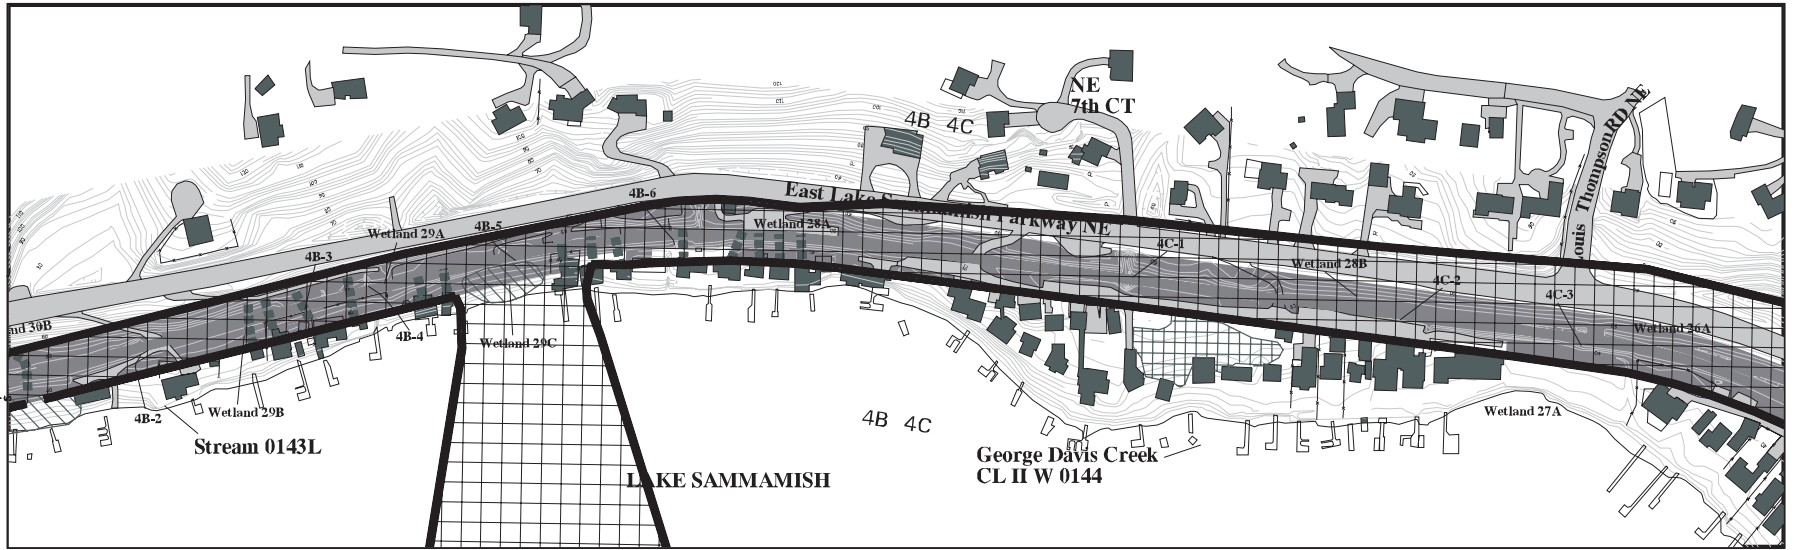 NE
7th CT
4B 4C
Louis Thompson RD NE
East Lake Sammamish Parkway NE
4B-6
4B-5
Wetland 29A
Wetland 28A
4B-3
4C-1
Wetland 28B
4C-2
4C-3
Wetland 26A
nd 30B
4B-4
Wetland 29C
4B-2
Wetland 29B
Stream 0143L
4B 4C
Wetland 27A
George Davis Creek
CL II W 0144
LAKE SAMMAMISH